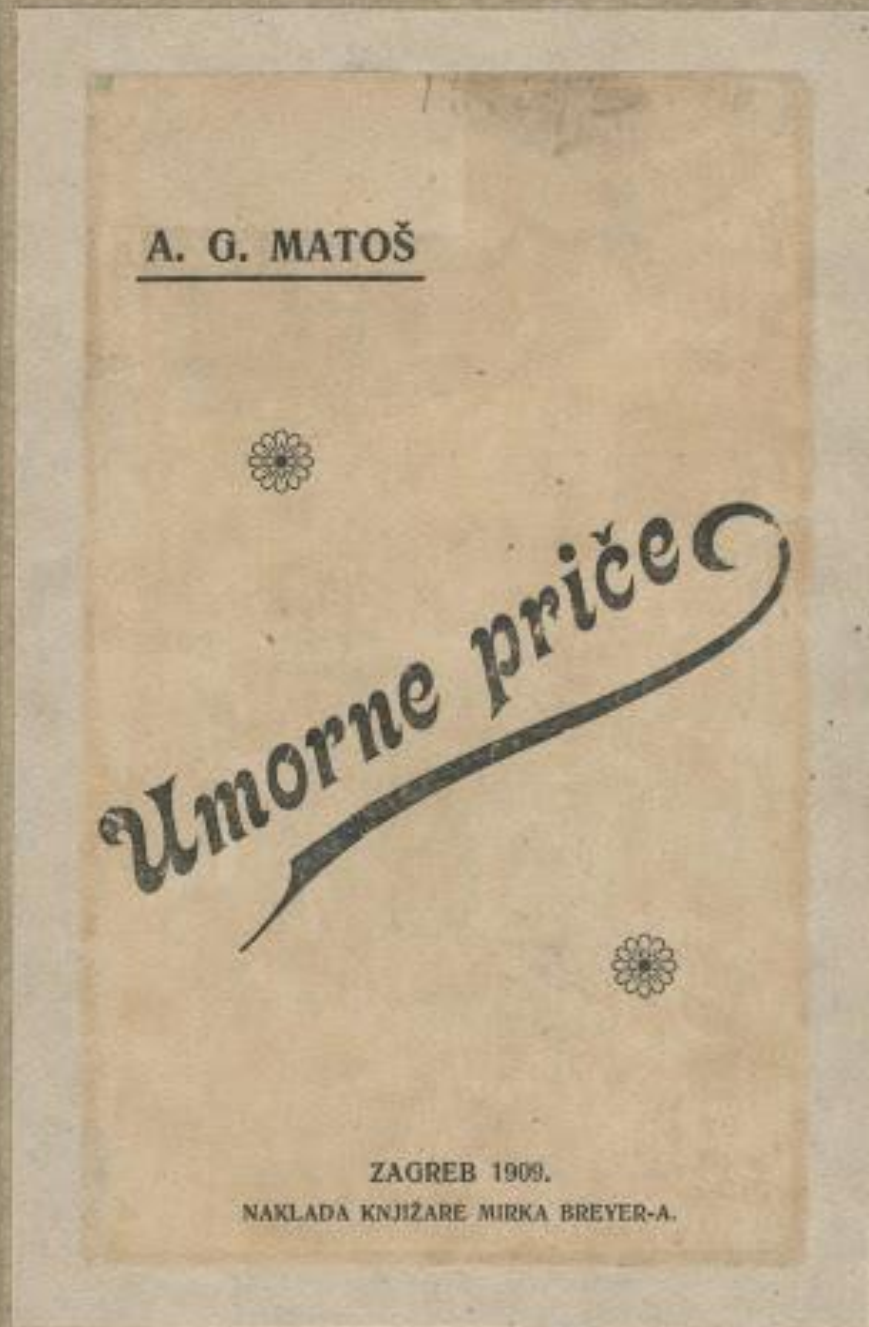 A. G. MATOŠ
Umorne priče
ZAGREB 1909.
NAKLADA KNJIŽARE MIRKA BREYER-A.